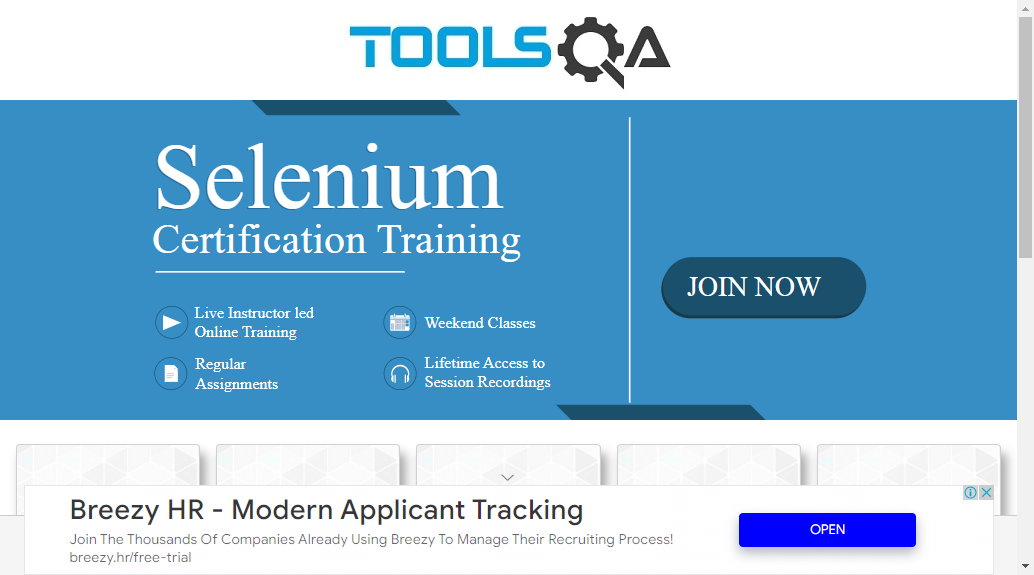 TOOLSQA
Selenium
Certification Training
JOIN NOW
Live Instructor led
Online Training
Weekend Classes
Regular
Assignments
Lifetime Access to
Session Recordings
Breezy HR - Modern Applicant Tracking
Join The Thousands Of Companies Already Using Breezy To Manage Their Recruiting Process!
breezy.hr/free-trial
OPEN